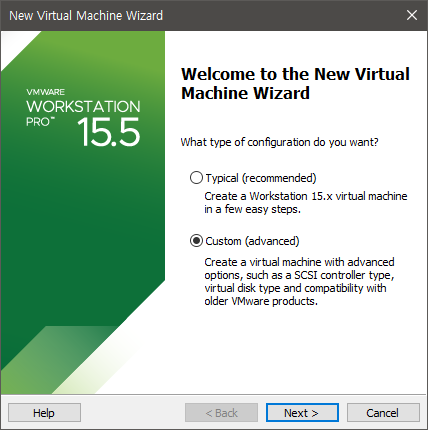 New Virtual Machine Wizard
VMWARE
WORKSTATION
PRO™ 15.5
Welcome to the New Virtual
Machine Wizard
What type of configuration do you want?
Typical (recommended)
Create a Workstation 15.x virtual machine
in a few easy steps.
Custom (advanced)
Create a virtual machine with advanced
options, such as a SCSI controller type,
virtual disk type and compatibility with
older VMware products.
Help
< Back
Next >
Cancel